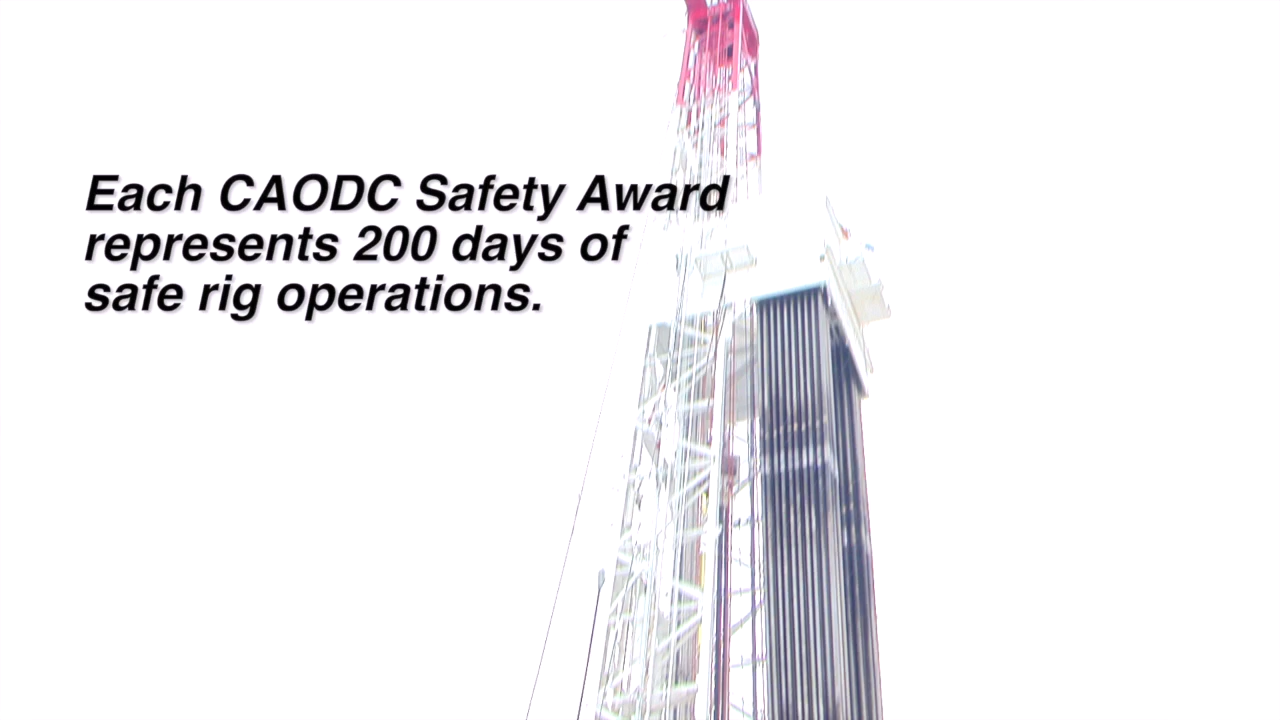 Each CAODC Safety Award
represents 200 days of
safe rig operations.